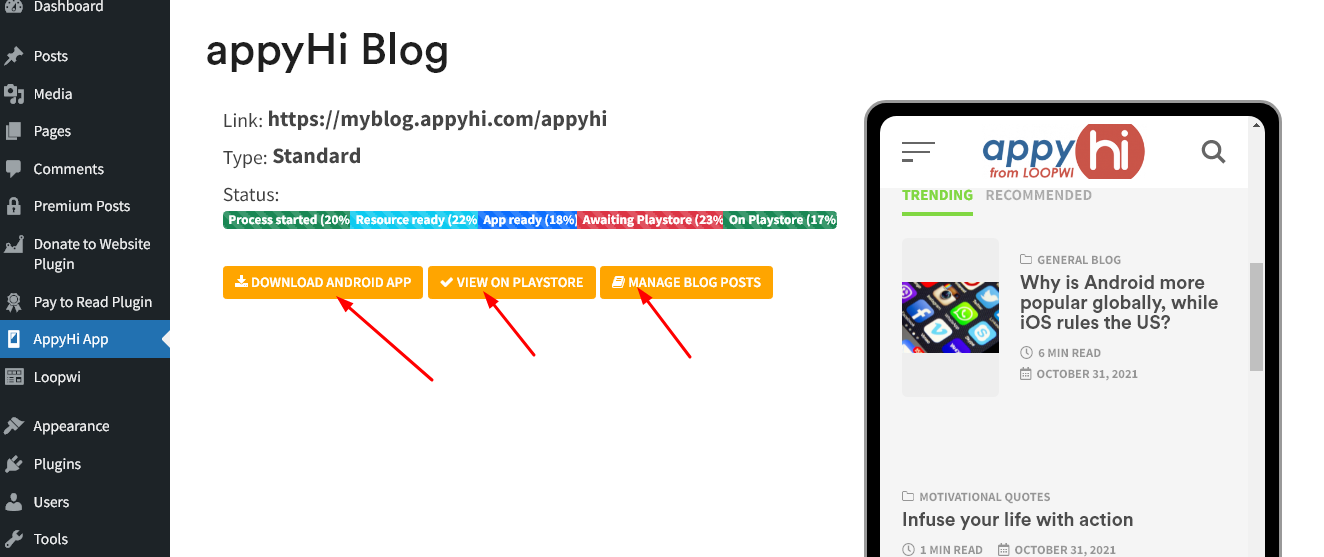 Dashboard
Posts
Media
Pages
Comments
Premium Posts
Donate to Website
Plugin
Pay to Read Plugin
AppyHi App
Loopwi
Appearance
Plugins
Users
Tools
appyHi Blog
Link: https://myblog.appyhi.com/appyhi
Type: Standard
Status:
Process started (20% Resource ready (22% App ready (18%) Awaiting Playstore (23% On Playstore (17%
DOWNLOAD ANDROID APP VIEW ON PLAYSTORE MANAGE BLOG POSTS
appy hi
from LOOPWI
TRENDING RECOMMENDED
GENERAL BLOG
Why is Android more
popular globally, while
iOS rules the US?
6 MIN READ
OCTOBER 31, 2021
MOTIVATIONAL QUOTES
Infuse your life with action
1 MIN READ OCTOBER 31, 2021